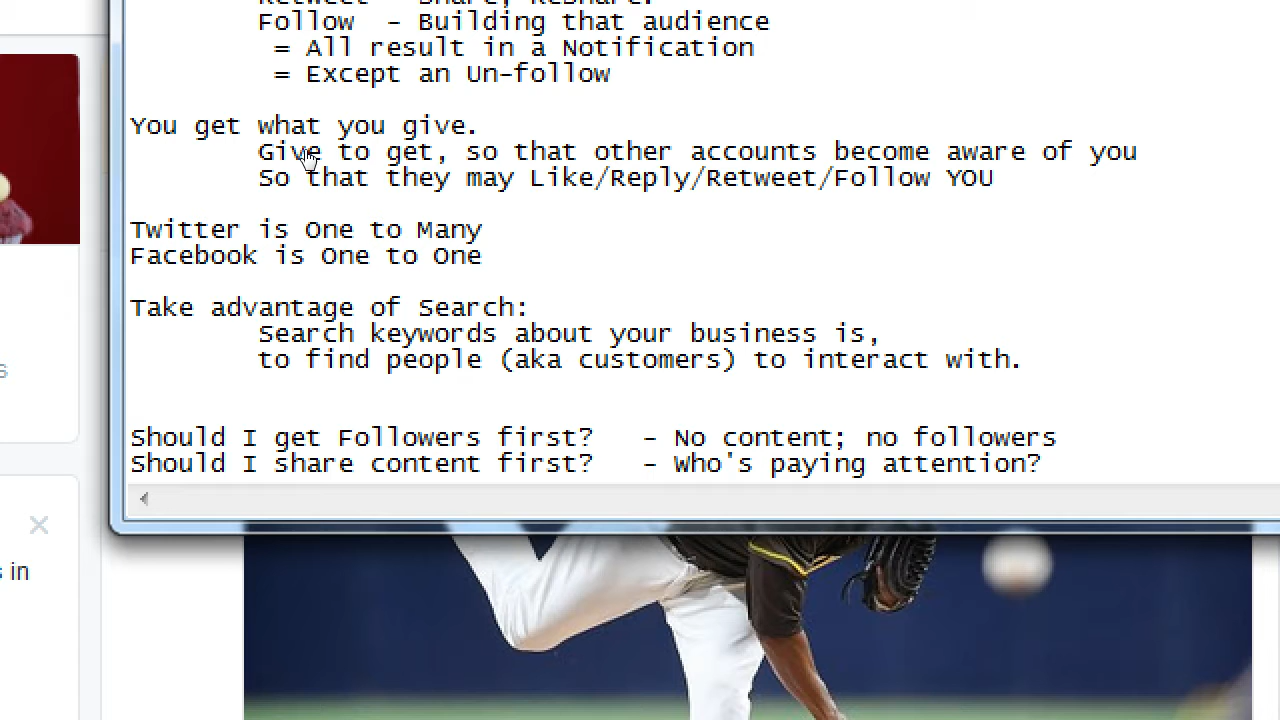 Retweet - Share, ReShare.
Follow - Building that audience
= All result in a Notification
= Except an Un-follow
You get what you give.
Give to get, so that other accounts become aware of you
So that they may Like/Reply/Retweet/Follow YOU
Twitter is One to Many
Facebook is One to One
Take advantage of Search:
Search keywords about your business is,
to find people (aka customers) to interact with.
Should I get Followers first? - No content; no followers
Should I share content first? - Who's paying attention?
s
s in